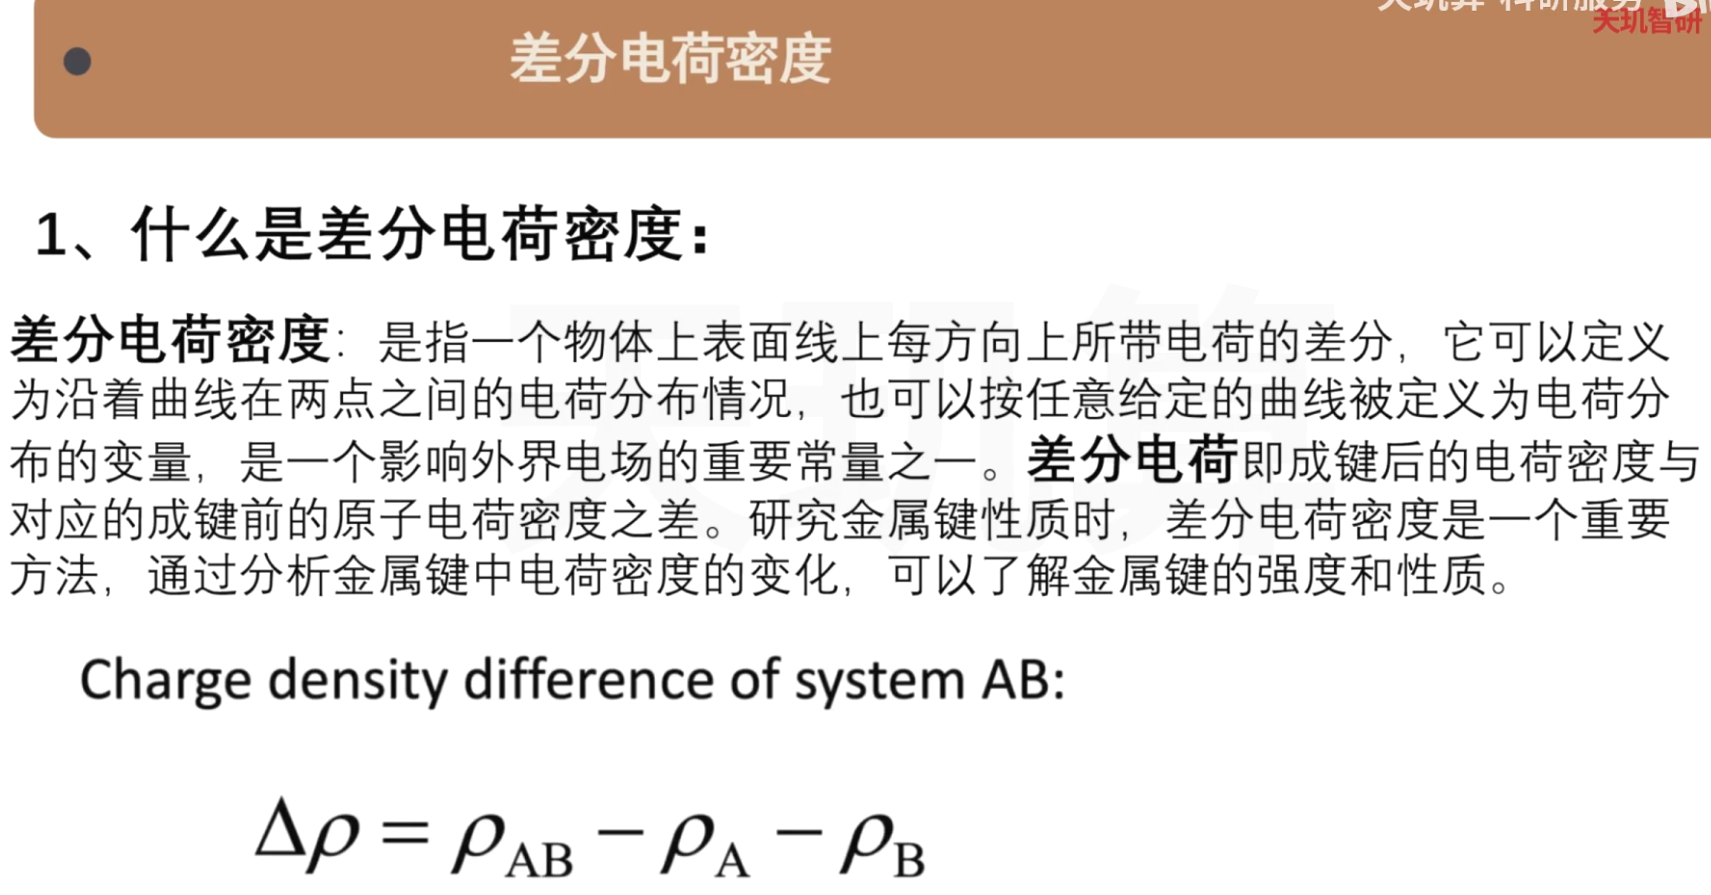 天玑智研
差分电荷密度
1、什么是差分电荷密度：
差分电荷密度：是指一个物体上表面线上每方向上所带电荷的差分，它可以定义
为沿着曲线在两点之间的电荷分布情况，也可以按任意给定的曲线被定义为电荷分
布的变量，是一个影响外界电场的重要常量之一。差分电荷即成键后的电荷密度与
对应的成键前的原子电荷密度之差。研究金属键性质时，差分电荷密度是一个重要
方法，通过分析金属键中电荷密度的变化，可以了解金属键的强度和性质。
天玑算
Charge density difference of system AB:
Δρ = ρAB − ρA − ρB